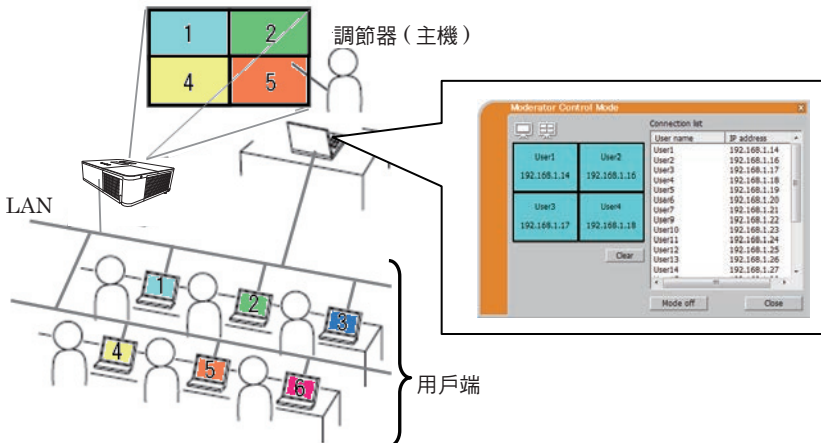 1
2
4
5
調節器(主機)
LAN
1
2
3
4
5
6
用戶端
Moderator Control Mode
X
User1
192.168.1.14
User2
192.168.1.16
User3
192.168.1.17
User4
192.168.1.18
Clear
Connection list
User name IP address
User1 192.168.1.14
User2 192.168.1.16
User3 192.168.1.17
User4 192.168.1.18
User5 192.168.1.19
User6 192.168.1.20
User7 192.168.1.21
User9 192.168.1.22
User10 192.168.1.23
User11 192.168.1.24
User12 192.168.1.25
User13 192.168.1.26
User14 192.168.1.27
Mode off
Close